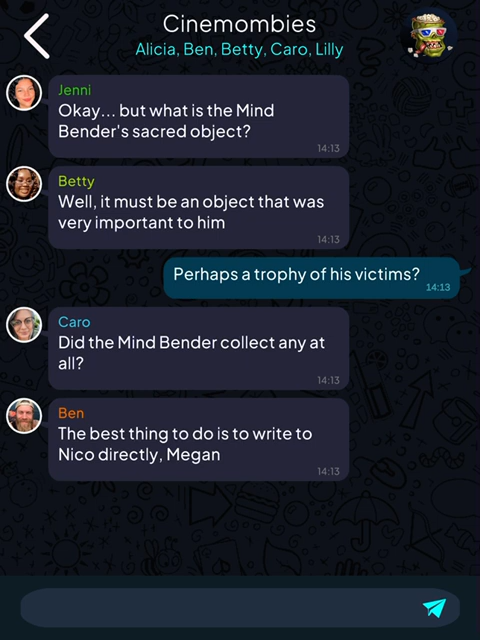 Cinemombies
Alicia, Ben, Betty, Caro, Lilly
Jenni
Okay... but what is the Mind
Bender's sacred object?
14:13
Betty
Well, it must be an object that was
very important to him
14:13
Perhaps a trophy of his victims?
14:13
Caro
Did the Mind Bender collect any at
all?
14:13
Ben
The best thing to do is to write to
Nico directly, Megan
14:13